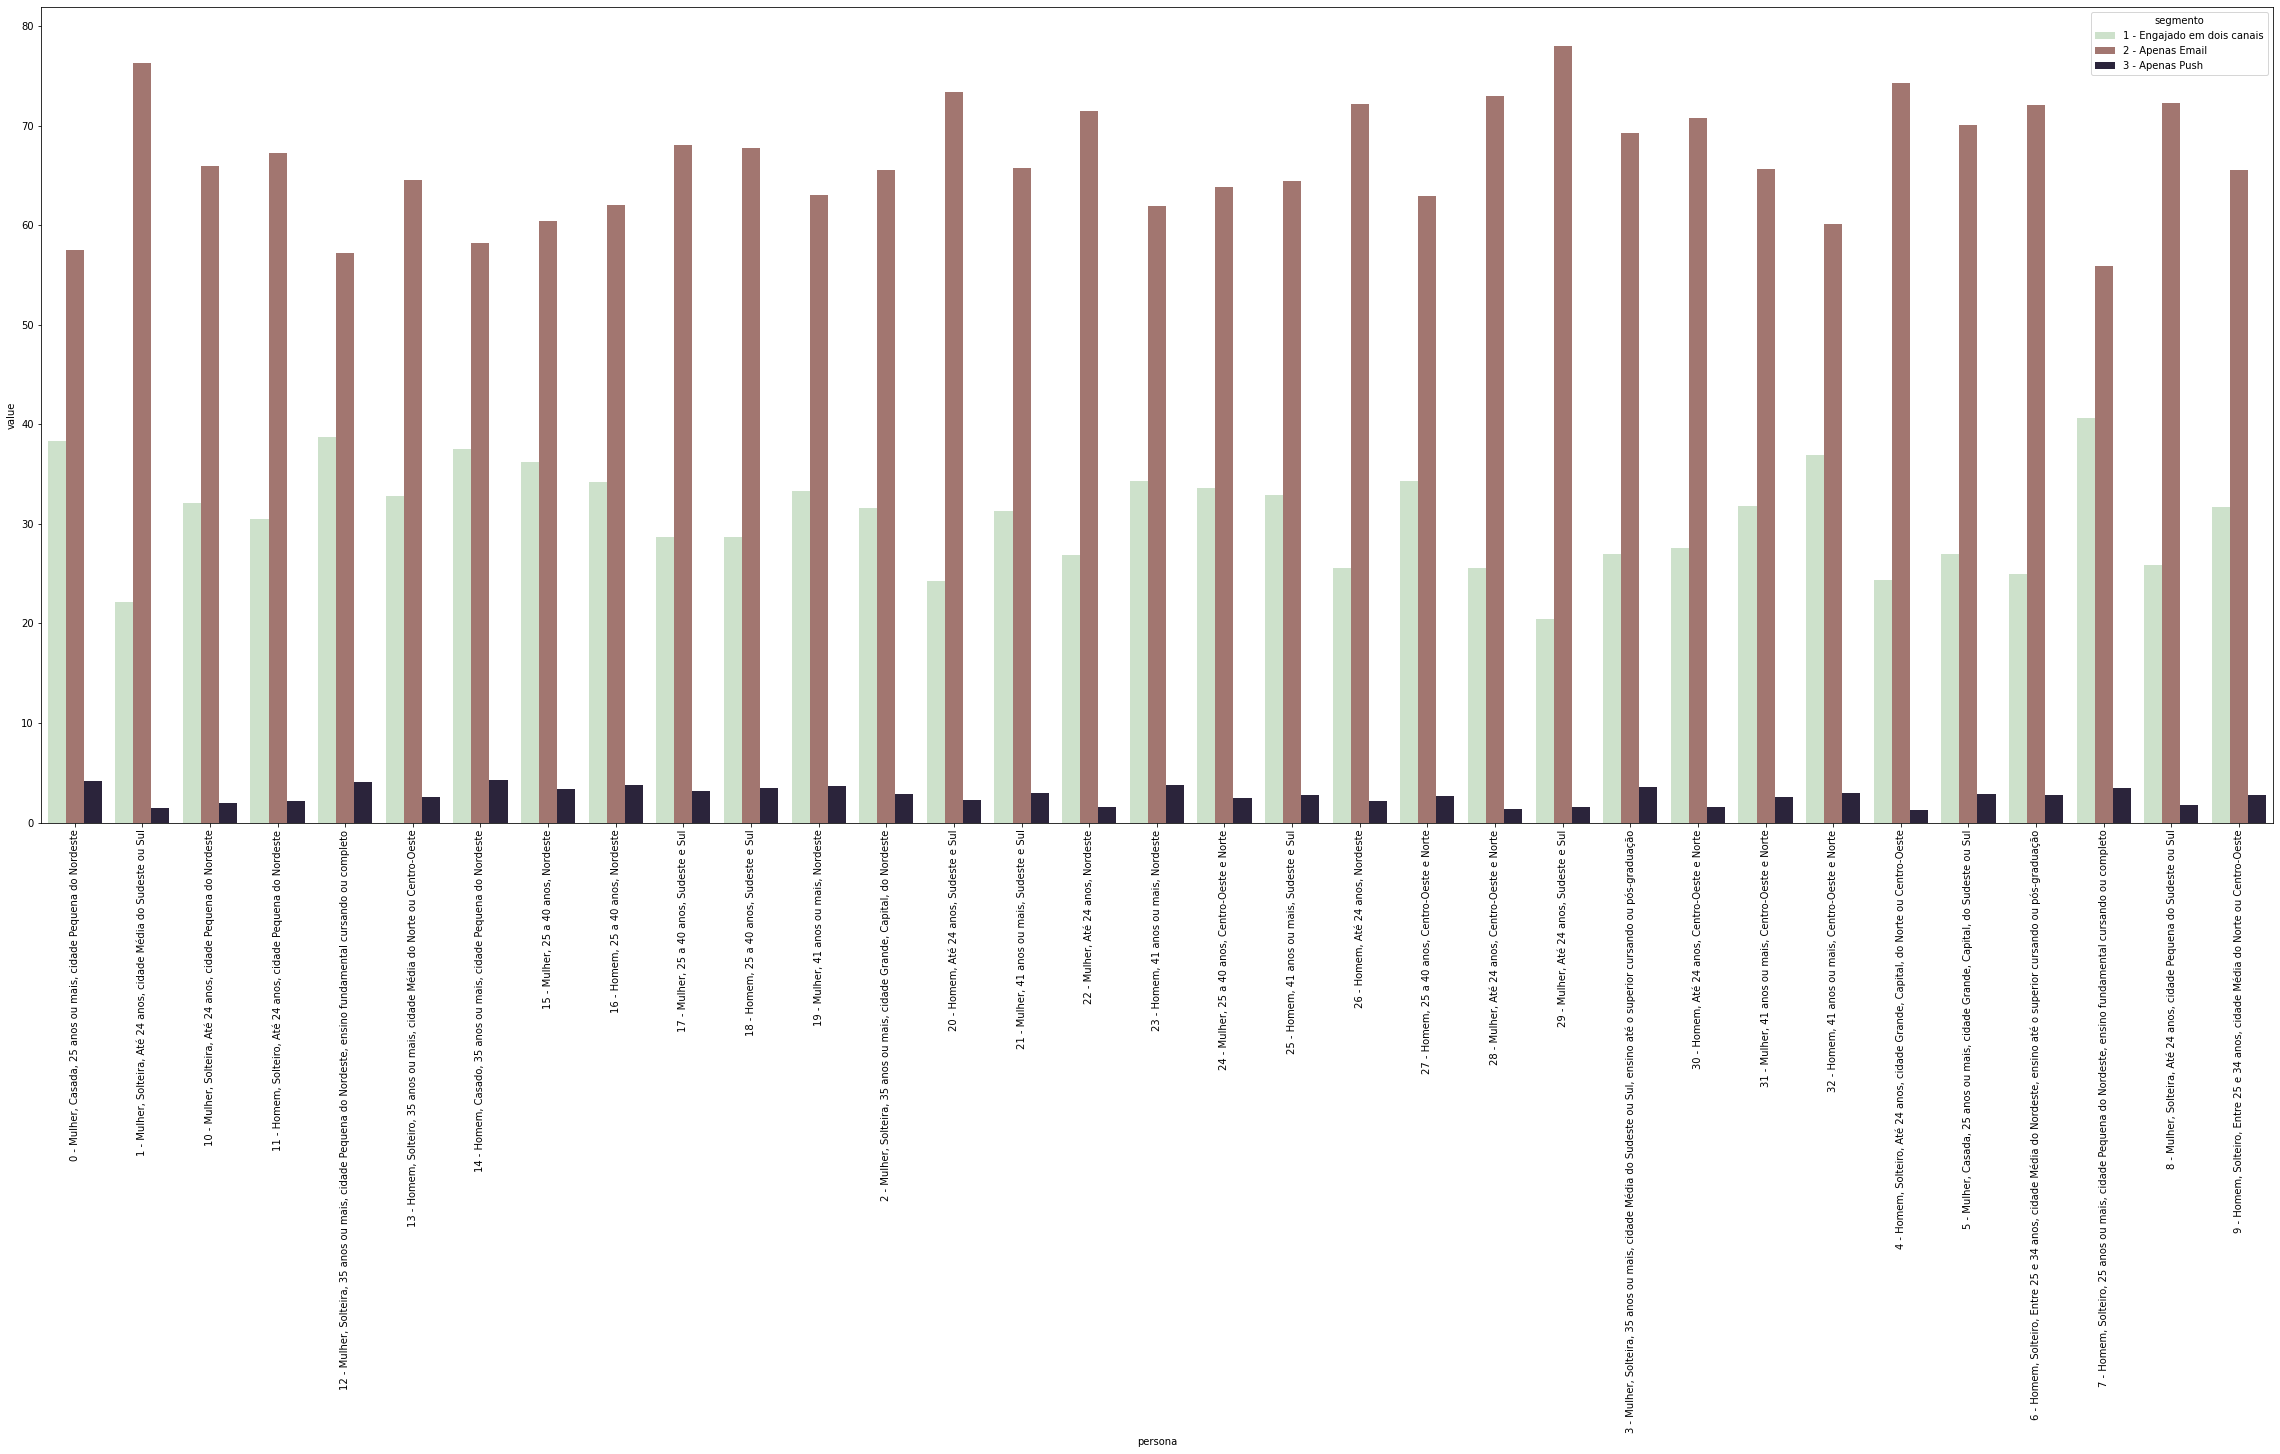 80
70
60
50
40
30
20
10
0
value
segmento
1 - Engajado em dois canais
2 - Apenas Email
3 - Apenas Push
0 - Mulher, Casada, 25 anos ou mais, cidade Pequena do Nordeste
1 - Mulher, Solteira, Até 24 anos, cidade Média do Sudeste ou Sul
10 - Mulher, Solteira, Até 24 anos, cidade Pequena do Nordeste
11 - Homem, Solteiro, Até 24 anos, cidade Pequena do Nordeste
12 - Mulher, Solteira, 35 anos ou mais, cidade Pequena do Nordeste, ensino fundamental cursando ou completo
13 - Homem, Solteiro, 35 anos ou mais, cidade Média do Norte ou Centro-Oeste
14 - Homem, Casado, 35 anos ou mais, cidade Pequena do Nordeste
15 - Mulher, 25 a 40 anos, Nordeste
16 - Homem, 25 a 40 anos, Nordeste
17 - Mulher, 25 a 40 anos, Sudeste e Sul
18 - Homem, 25 a 40 anos, Sudeste e Sul
19 - Mulher, 41 anos ou mais, Nordeste
2 - Mulher, Solteira, 35 anos ou mais, cidade Grande, Capital, do Nordeste
20 - Homem, Até 24 anos, Sudeste e Sul
21 - Mulher, 41 anos ou mais, Sudeste e Sul
22 - Mulher, Até 24 anos, Nordeste
23 - Homem, 41 anos ou mais, Nordeste
24 - Mulher, 25 a 40 anos, Centro-Oeste e Norte
25 - Homem, 41 anos ou mais, Sudeste e Sul
26 - Homem, Até 24 anos, Nordeste
27 - Homem, 25 a 40 anos, Centro-Oeste e Norte
28 - Mulher, Até 24 anos, Centro-Oeste e Norte
29 - Mulher, Até 24 anos, Sudeste e Sul
3 - Mulher, Solteira, 35 anos ou mais, cidade Média do Sudeste ou Sul, ensino até o superior cursando ou pós-graduação
30 - Homem, Até 24 anos, Centro-Oeste e Norte
31 - Mulher, 41 anos ou mais, Centro-Oeste e Norte
32 - Homem, 41 anos ou mais, Centro-Oeste e Norte
4 - Homem, Solteiro, Até 24 anos, cidade Grande, Capital, do Norte ou Centro-Oeste
5 - Mulher, Casada, 25 anos ou mais, cidade Grande, Capital, do Sudeste ou Sul
6 - Homem, Solteiro, Entre 25 e 34 anos, cidade Média do Nordeste, ensino até o superior cursando ou pós-graduação
7 - Homem, Solteiro, 25 anos ou mais, cidade Pequena do Nordeste, ensino fundamental cursando ou completo
8 - Mulher, Solteira, Até 24 anos, cidade Pequena do Sudeste ou Sul
9 - Homem, Solteiro, Entre 25 e 34 anos, cidade Média do Norte ou Centro-Oeste
persona